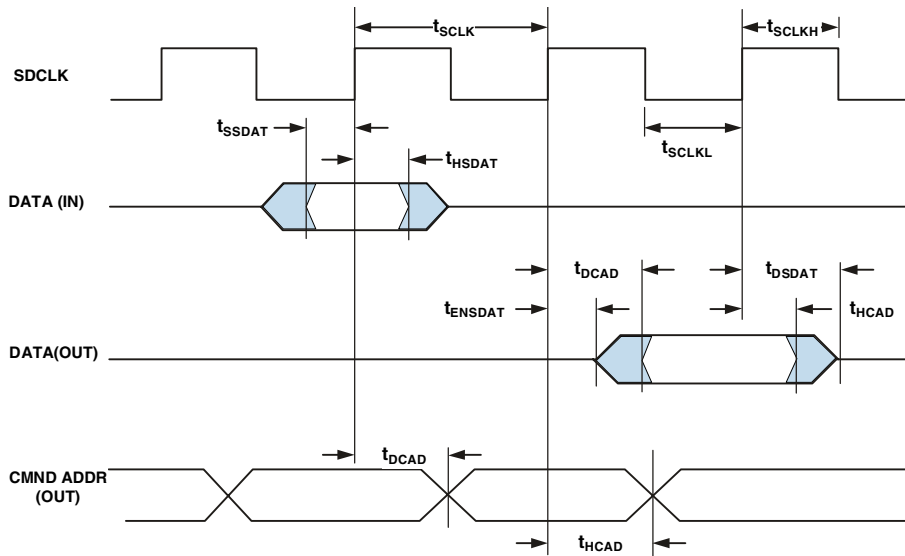 tSCLK
tSCLKH
SDCLK
tSSDAT
tSCLKL
tHSDAT
DATA (IN)
tDCAD
tDSDAT
tENSDAT
tHCAD
DATA(OUT)
tDCAD
CMND ADDR
(OUT)
tHCAD